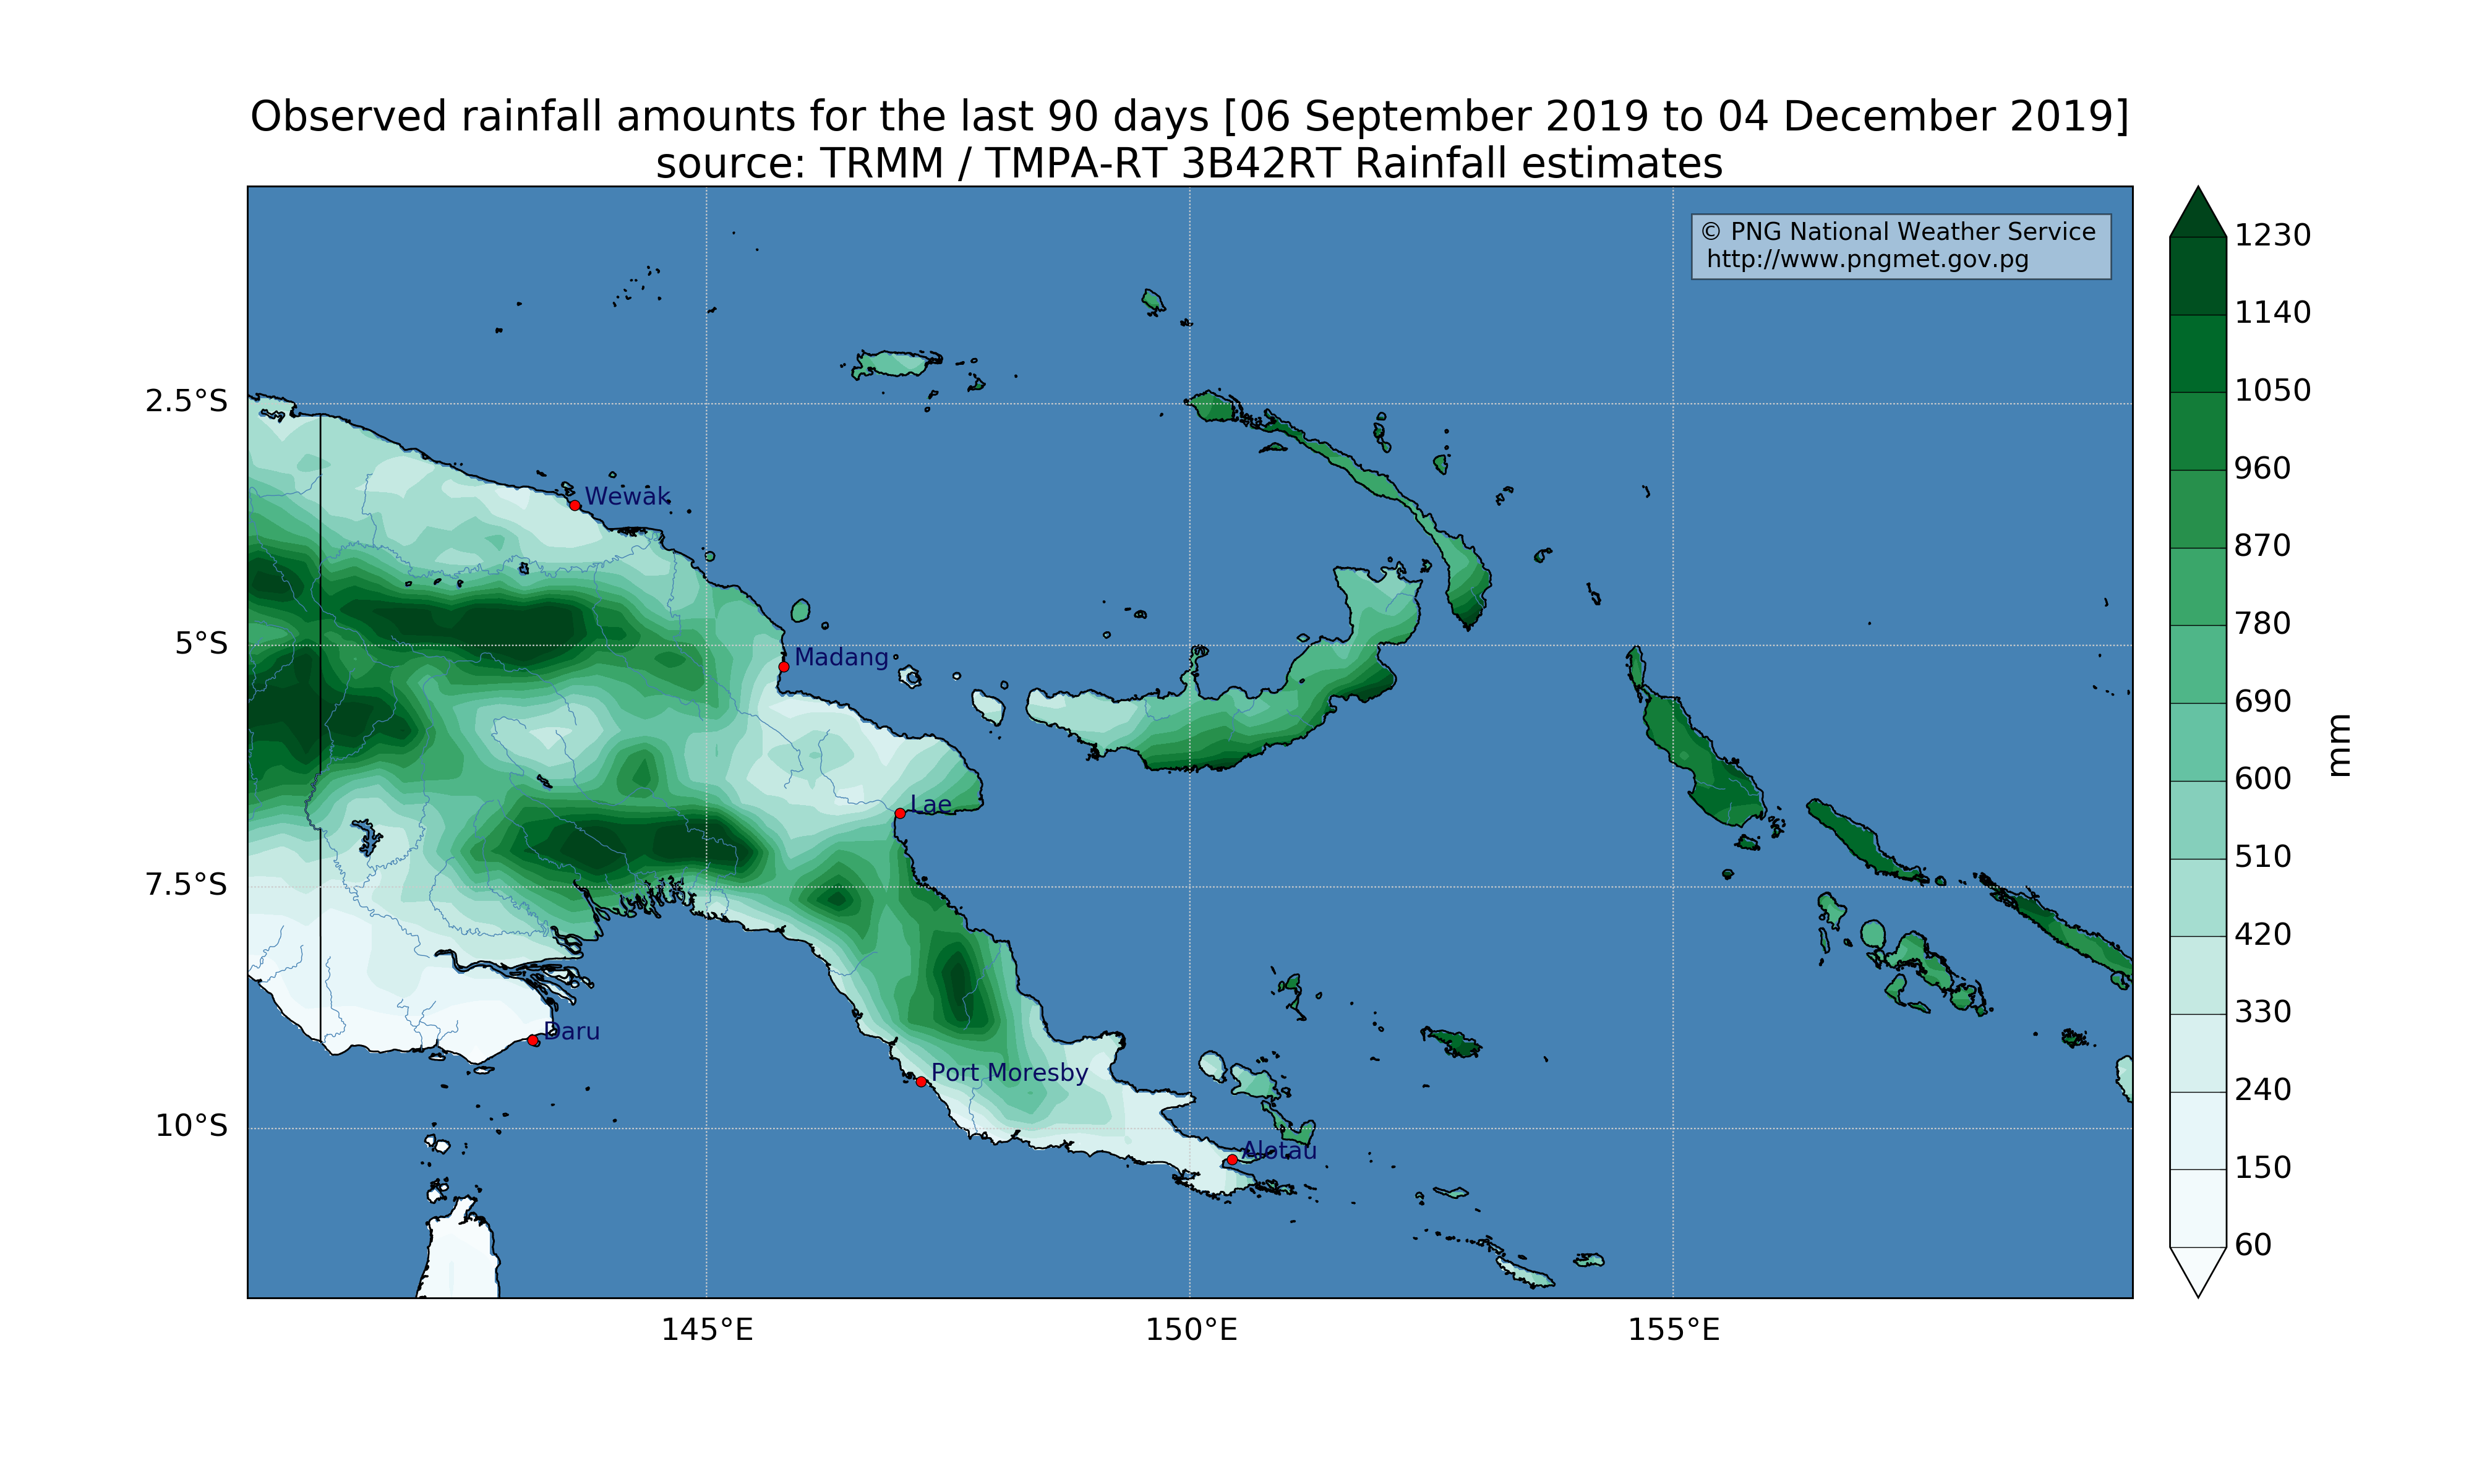 Observed rainfall amounts for the last 90 days [06 September 2019 to 04 December 2019]
source: TRMM / TMPA-RT 3B42RT Rainfall estimates
© PNG National Weather Service
http://www.pngmet.gov.pg
1230
1140
1050
960
870
780
690
600
510
420
330
240
150
60
mm
2.5°S
5°S
7.5°S
10°S
Wewak
Madang
Lae
Daru
Port Moresby
Alotau
145°E
150°E
155°E